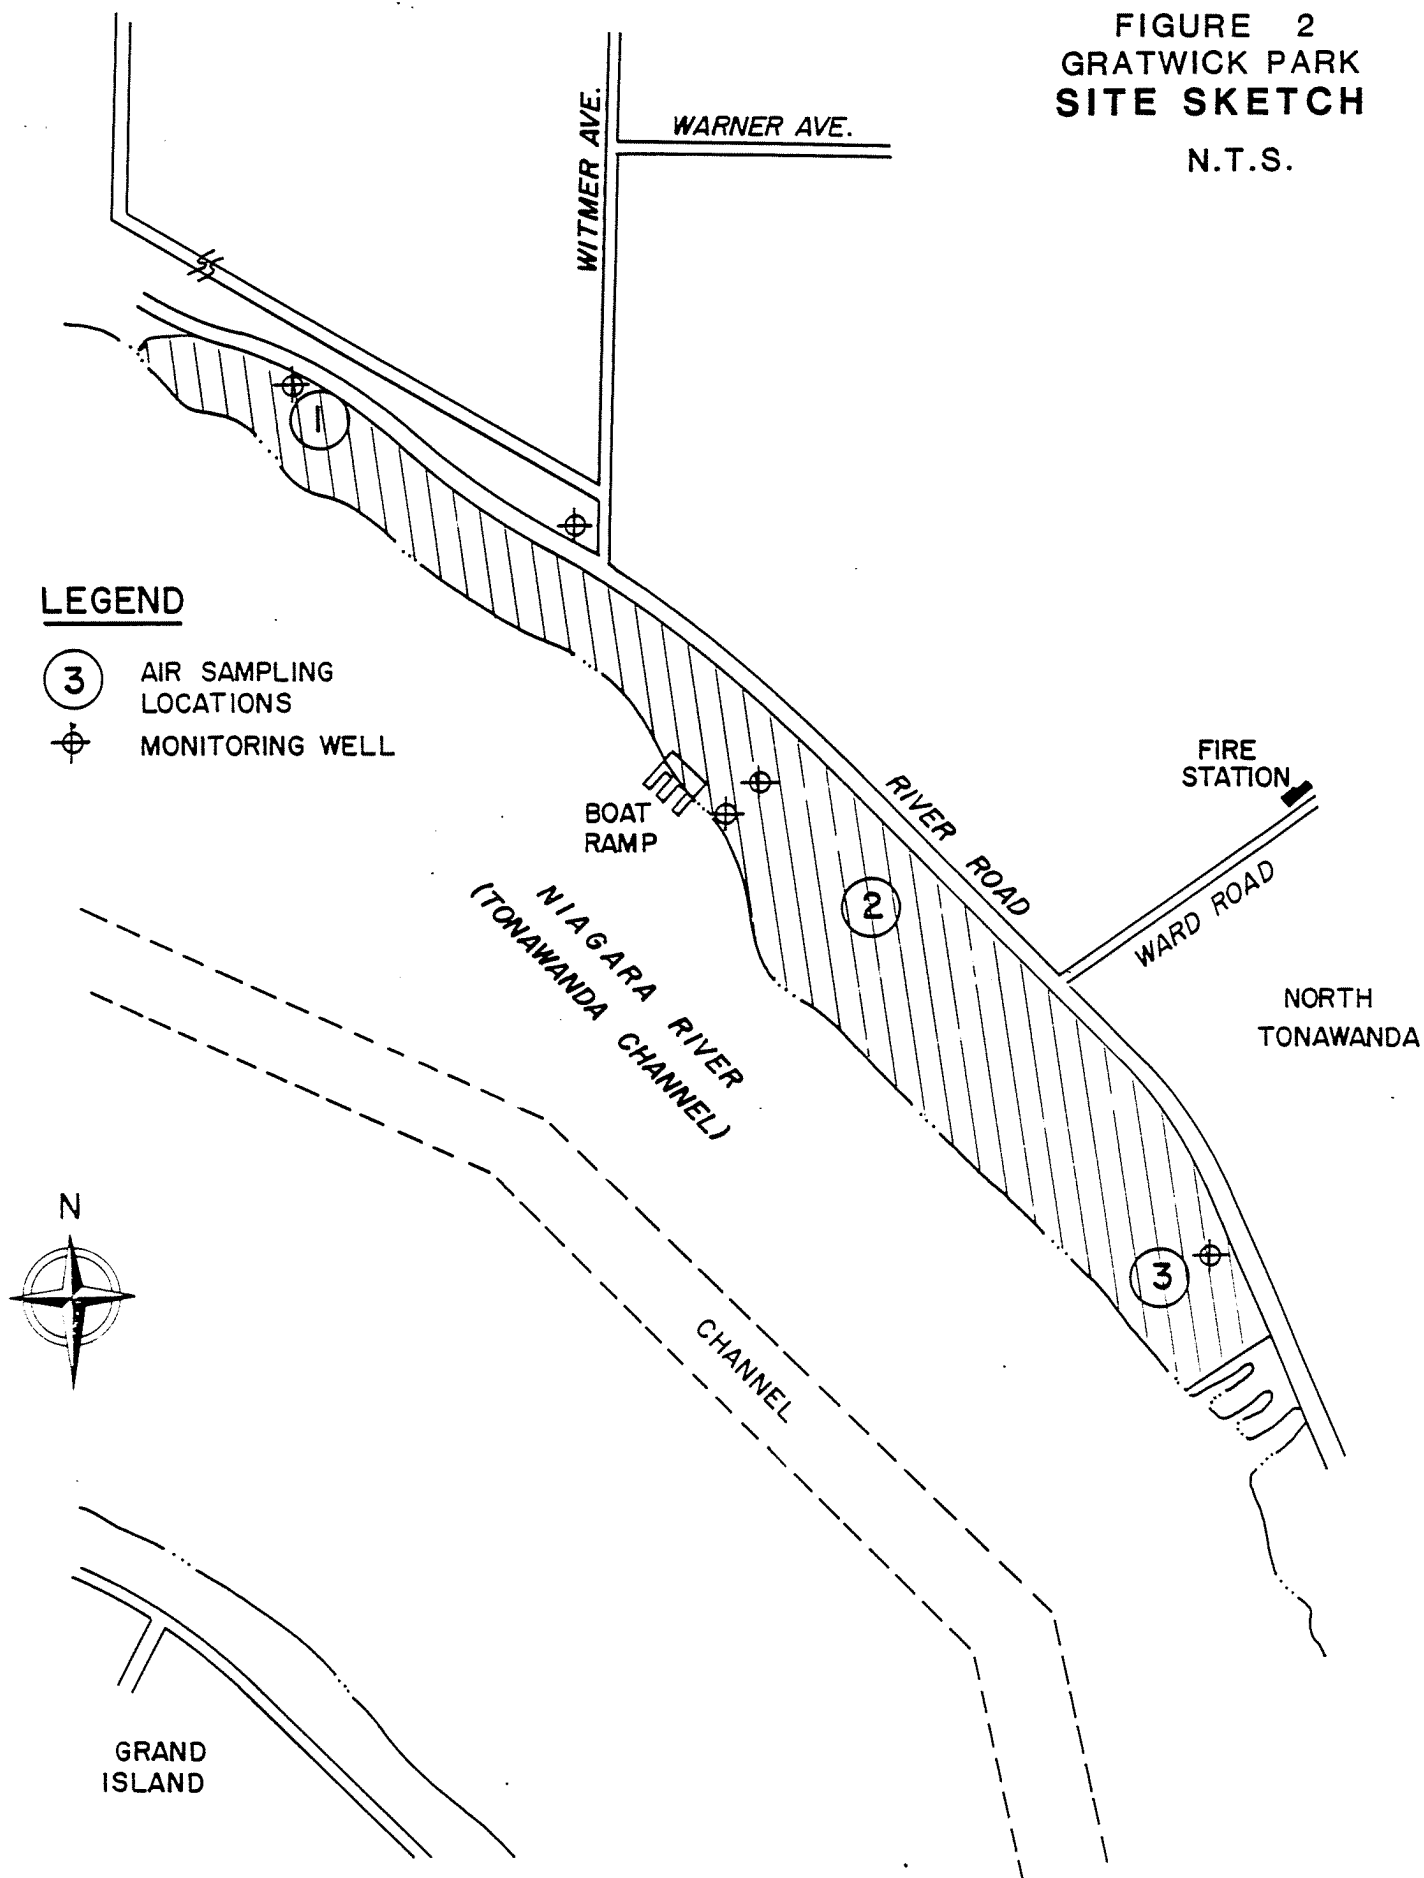 FIGURE 2
GRATWICK PARK
SITE SKETCH
N.T.S.
WITMER AVE.
WARNER AVE.
1
LEGEND
3 AIR SAMPLING
LOCATIONS
MONITORING WELL
FIRE
STATION
BOAT
RAMP
RIVER ROAD
2
WARD ROAD
NIAGARA RIVER
(TONAWANDA CHANNEL)
NORTH
TONAWANDA
N
3
CHANNEL
GRAND
ISLAND